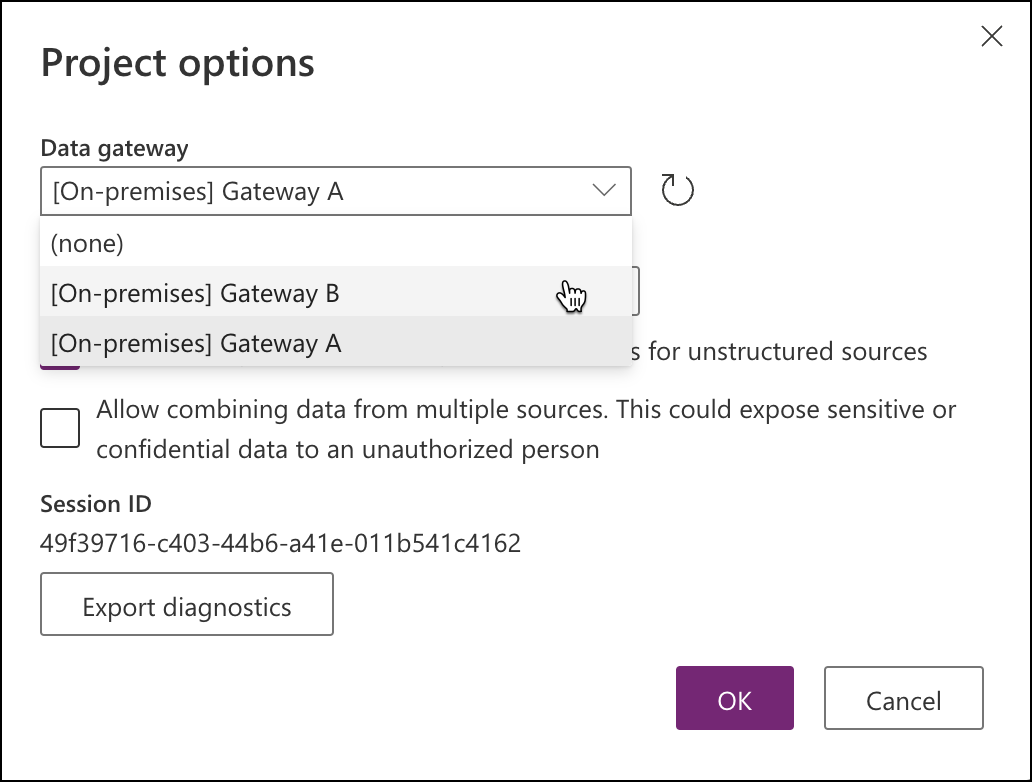 Project options
Data gateway
[On-premises] Gateway A
(none)
[On-premises] Gateway B
[On-premises] Gateway A
for unstructured sources
Allow combining data from multiple sources. This could expose sensitive or
confidential data to an unauthorized person
Session ID
49f39716-c403-44b6-a41e-011b541c4162
Export diagnostics
OK
Cancel